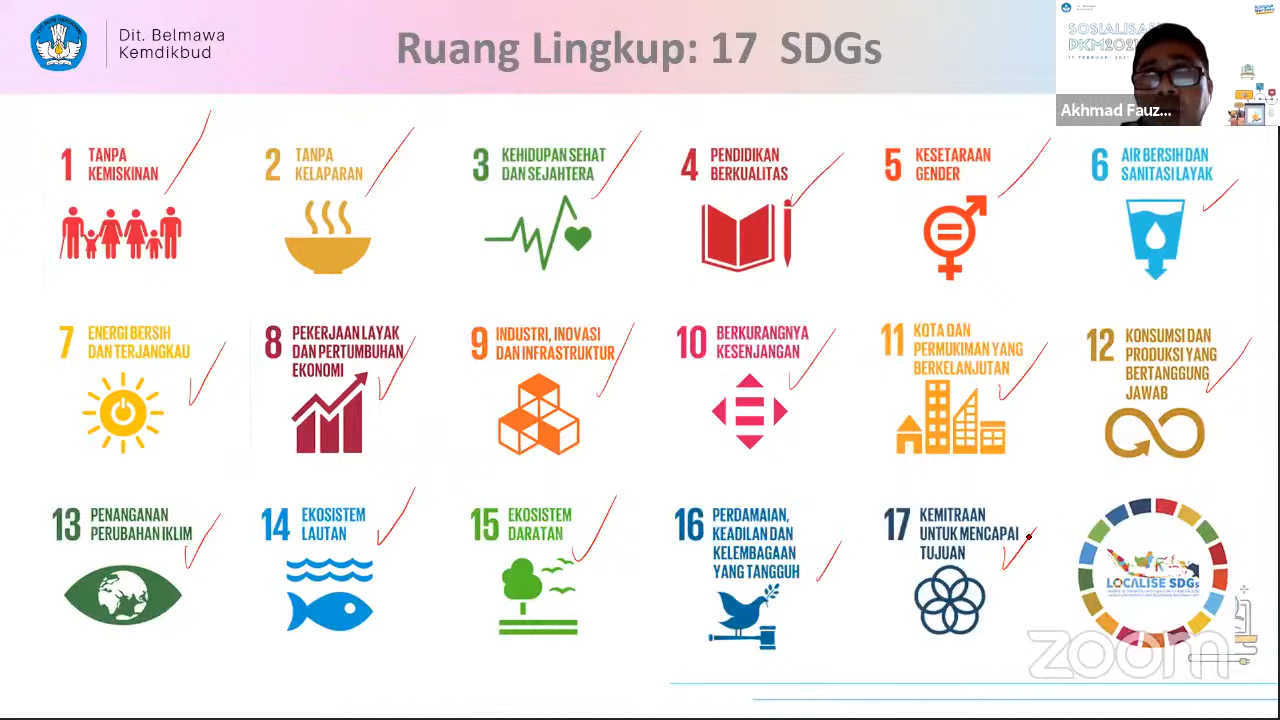 Dit. Belmawa
Kemdikbud
Ruang Lingkup: 17 SDGs
SOSIALISASI
PKM202
Akhmad Fauz...
1 TANPA
KEMISKINAN
2 TANPA
KELAPARAN
3 KEHIDUPAN SEHAT
DAN SEJAHTERA
4 PENDIDIKAN
BERKUALITAS
5 KESETARAAN
GENDER
6 AIR BERSIH DAN
SANITASI LAYAK
7 ENERGI BERSIH
DAN TERJANGKAU
8 PEKERJAAN LAYAK
DAN PERTUMBUHAN
EKONOMI
9 INDUSTRI, INOVASI
DAN INFRASTRUKTUR
10 BERKURANGNYA
KESENJANGAN
11 KOTA DAN
PERMUKIMAN YANG
BERKELANJUTAN
12 KONSUMSI DAN
PRODUKSI YANG
BERTANGGUNG
JAWAB
13 PENANGANAN
PERUBAHAN IKLIM
14 EKOSISTEM
LAUTAN
15 EKOSISTEM
DARATAN
16 PERDAMAIAN,
KEADILAN DAN
KELEMBAGAAN
YANG TANGGUH
17 KEMITRAAN
UNTUK MENCAPAI
TUJUAN
LOCALISE SDGs
zoom